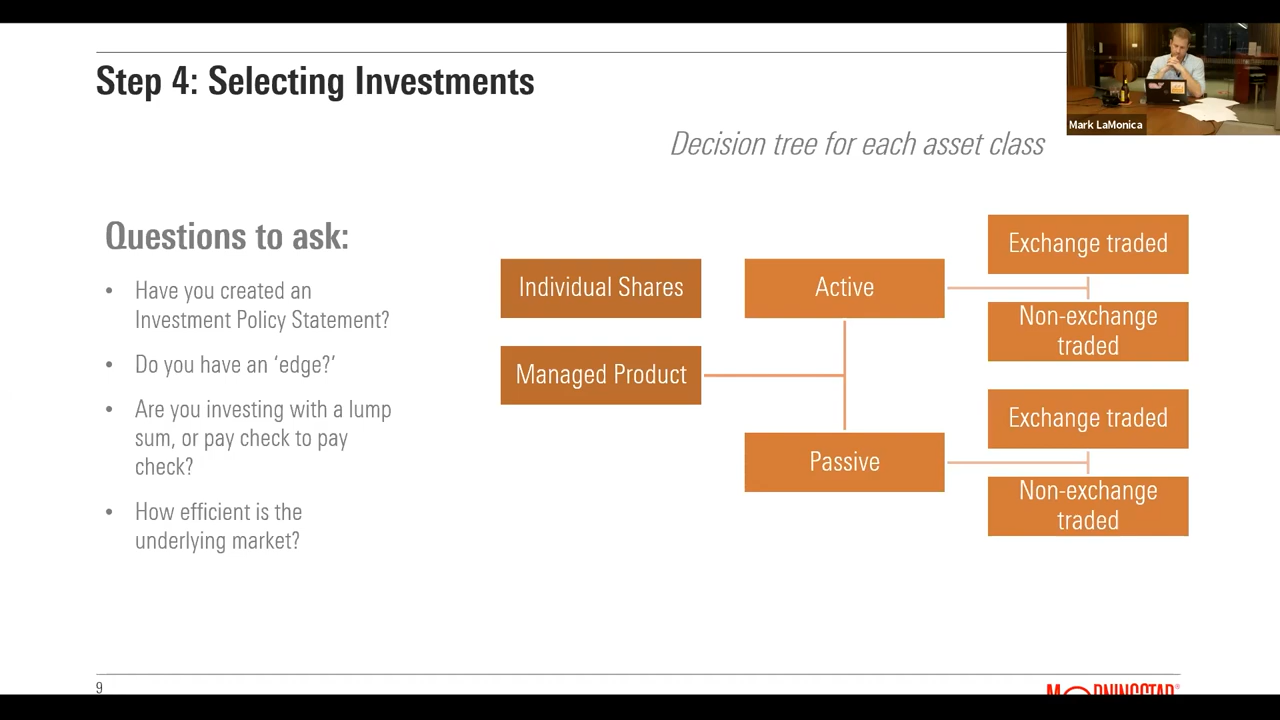 Step 4: Selecting Investments
Mark LaMonica
Decision tree for each asset class
Questions to ask:
• Have you created an
Investment Policy Statement?
• Do you have an ‘edge?’
• Are you investing with a lump
sum, or pay check to pay
check?
• How efficient is the
underlying market?
Individual Shares
Managed Product
Active
Passive
Exchange traded
Non-exchange
traded
Exchange traded
Non-exchange
traded
9
MORNINGSTAR®